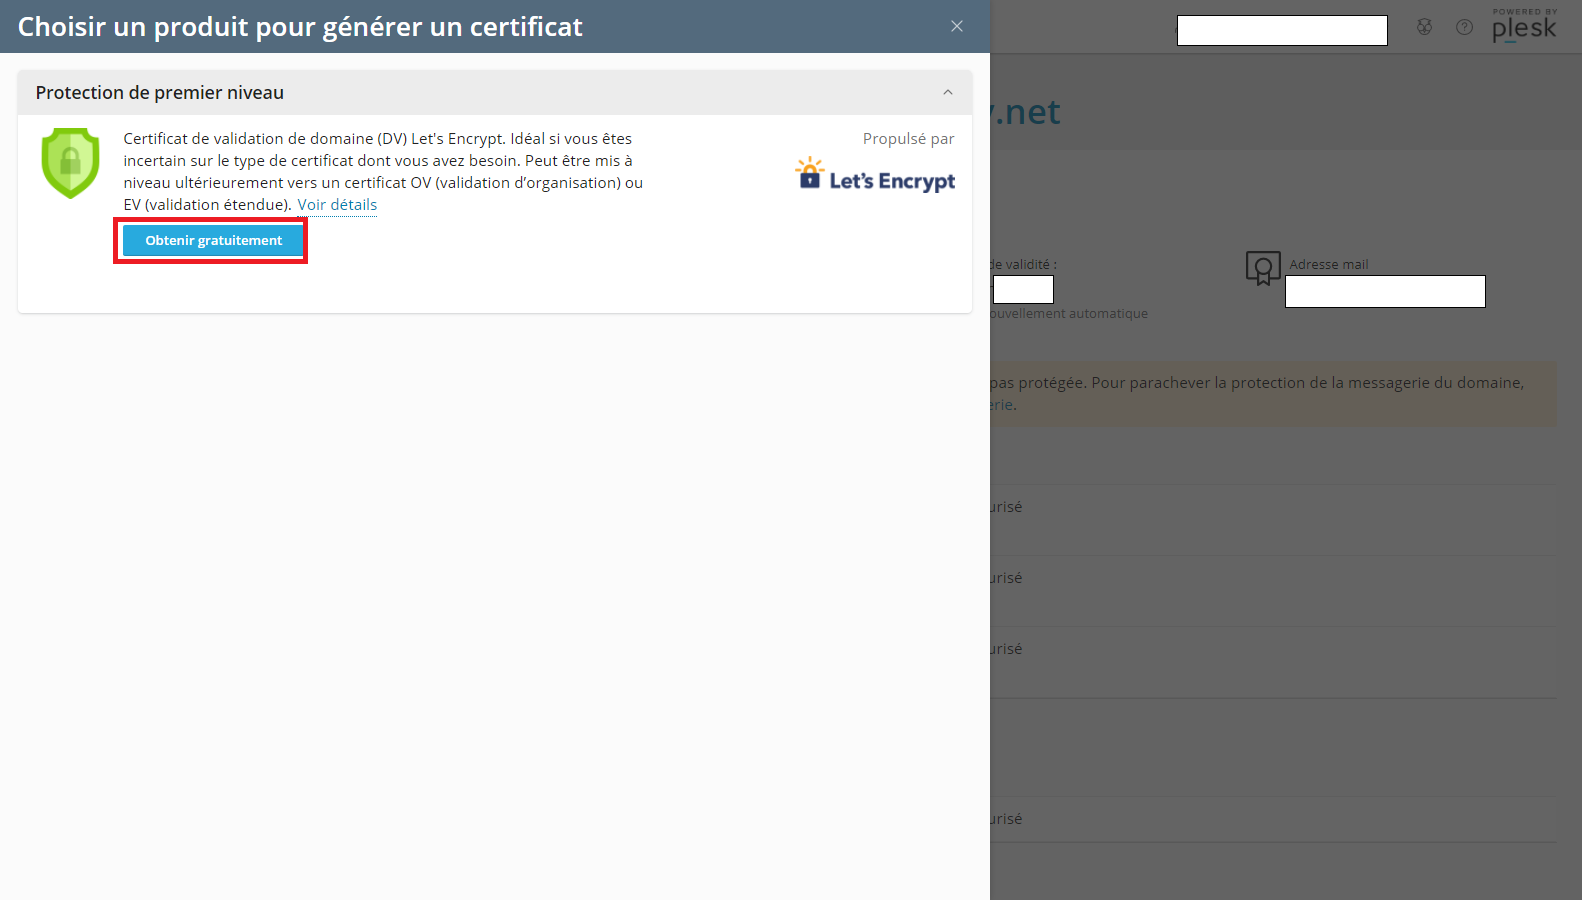 Choisir un produit pour générer un certificat
POWERED BY
plesk
.net
Protection de premier niveau
Certificat de validation de domaine (DV) Let's Encrypt. Idéal si vous êtes
incertain sur le type de certificat dont vous avez besoin. Peut être mis à
niveau ultérieurement vers un certificat OV (validation d’organisation) ou
EV (validation étendue). Voir détails
Propulsé par
Let's Encrypt
Obtenir gratuitement
de validité :
Adresse mail
ouvellement automatique
pas protégée. Pour parachever la protection de la messagerie du domaine,
erie.
urisé
urisé
urisé
urisé